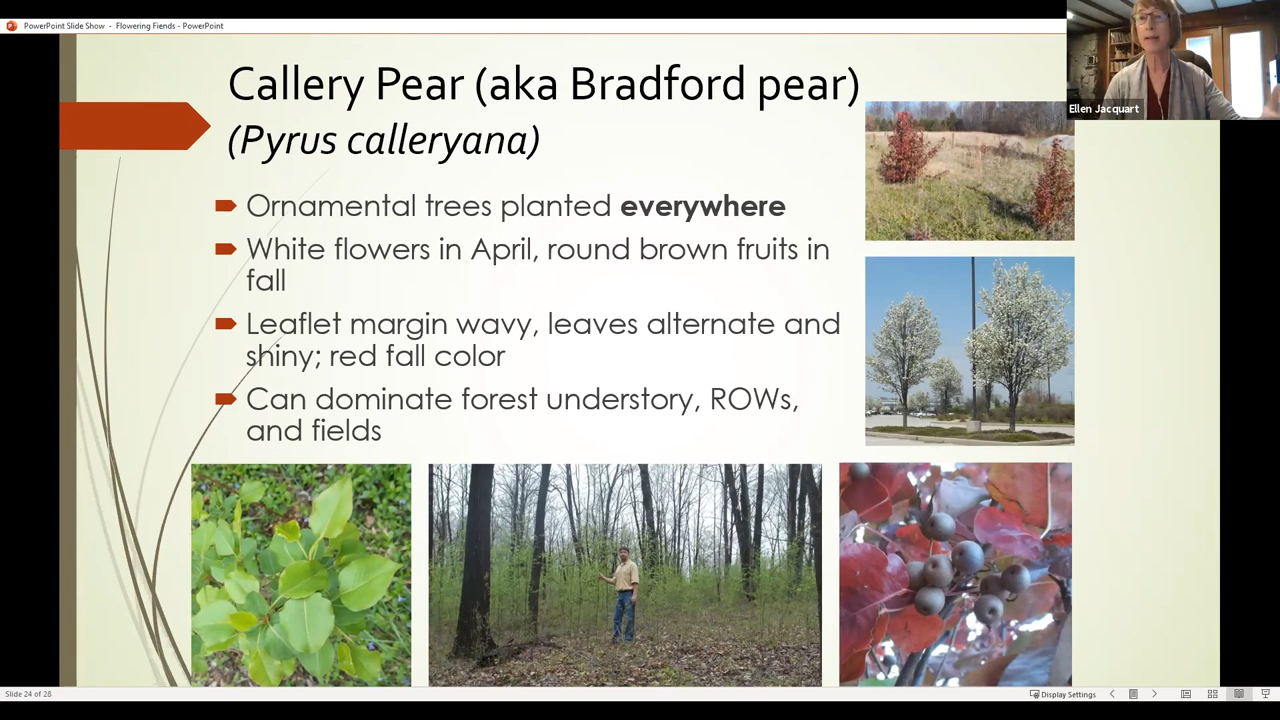 PowerPoint Slide Show - Flowering Fiends - PowerPoint
Ellen Jacquart
Callery Pear (aka Bradford pear)
(Pyrus calleryana)
Ornamental trees planted everywhere
White flowers in April, round brown fruits in
fall
Leaflet margin wavy, leaves alternate and
shiny; red fall color
Can dominate forest understory, ROWs,
and fields
Slide 24 of 28
Display Settings